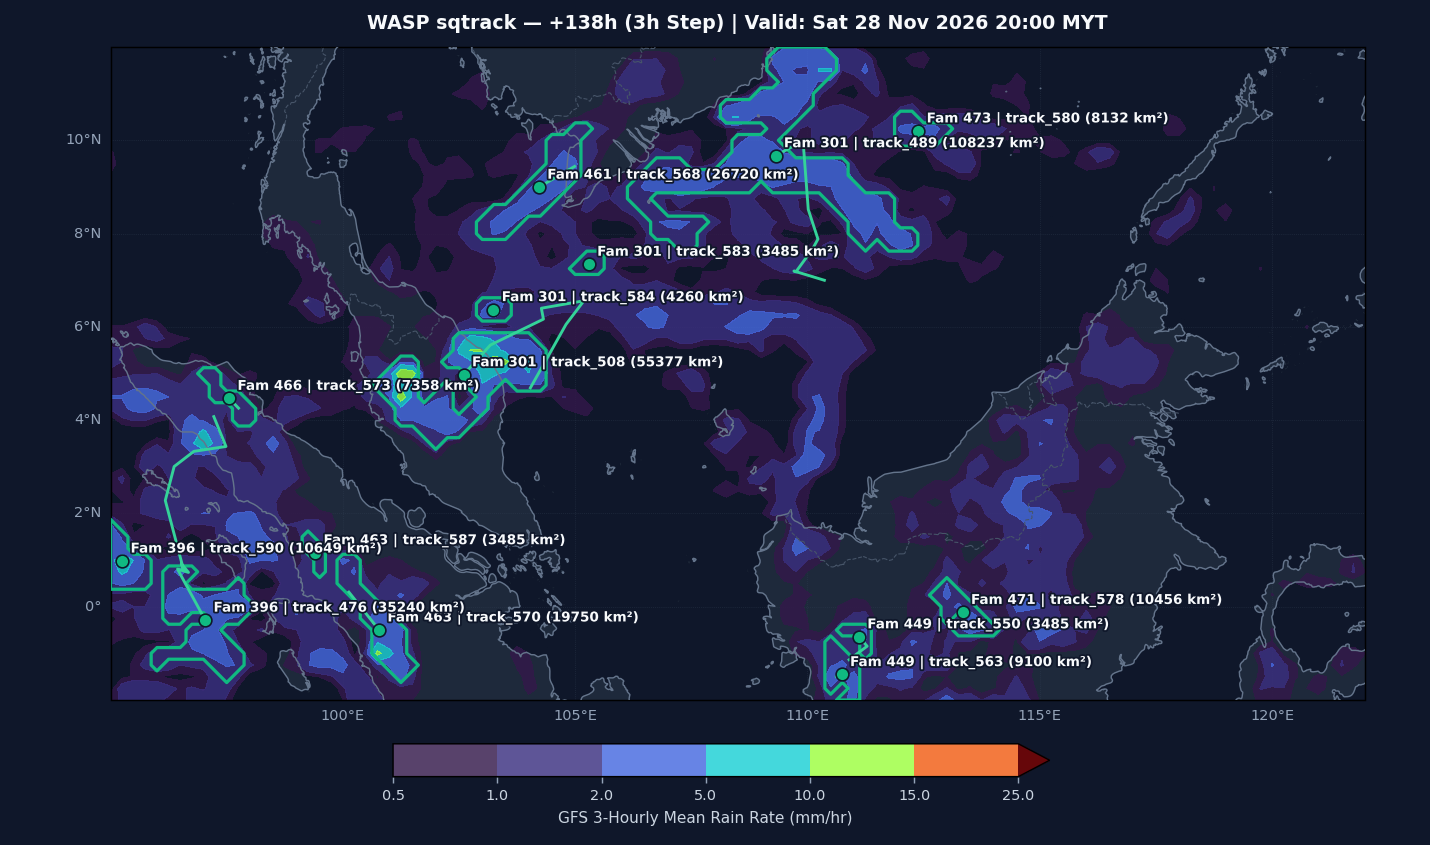 WASP sqtrack — +138h (3h Step) | Valid: Sat 28 Nov 2026 20:00 MYT
Fam 473 | track_580 (8132 km²)
10°N
Fam 301 | track_489 (108237 km²)
Fam 461 | track_568 (26720 km²)
8°N
Fam 301 | track_583 (3485 km²)
Fam 301 | track_584 (4260 km²)
6°N
Fam 301 | track_508 (55377 km²)
Fam 466 | track_573 (7358 km²)
4°N
2°N
Fam 463 | track_587 (3485 km²)
Fam 396 | track_590 (10649 km²)
Fam 471 | track_578 (10456 km²)
0°
Fam 396 | track_476 (35240 km²)
Fam 463 | track_570 (19750 km²)
Fam 449 | track_550 (3485 km²)
Fam 449 | track_563 (9100 km²)
100°E 105°E 110°E 115°E 120°E
0.5 1.0 2.0 5.0 10.0 15.0 25.0
GFS 3-Hourly Mean Rain Rate (mm/hr)